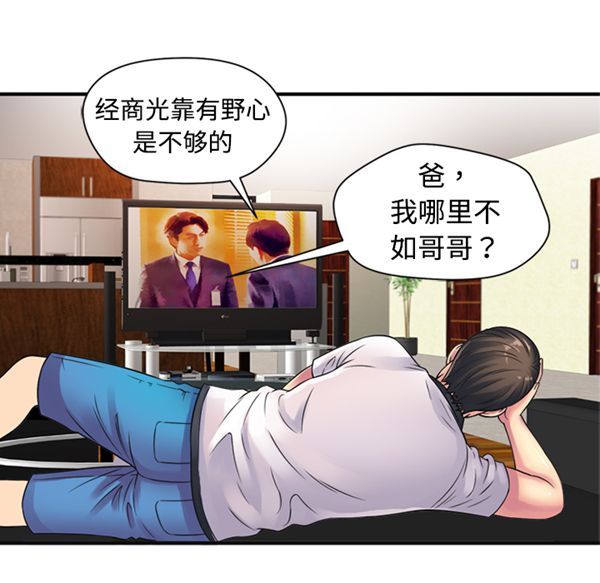 经商光靠有野心
是不够的
爸，
我哪里不
如哥哥？